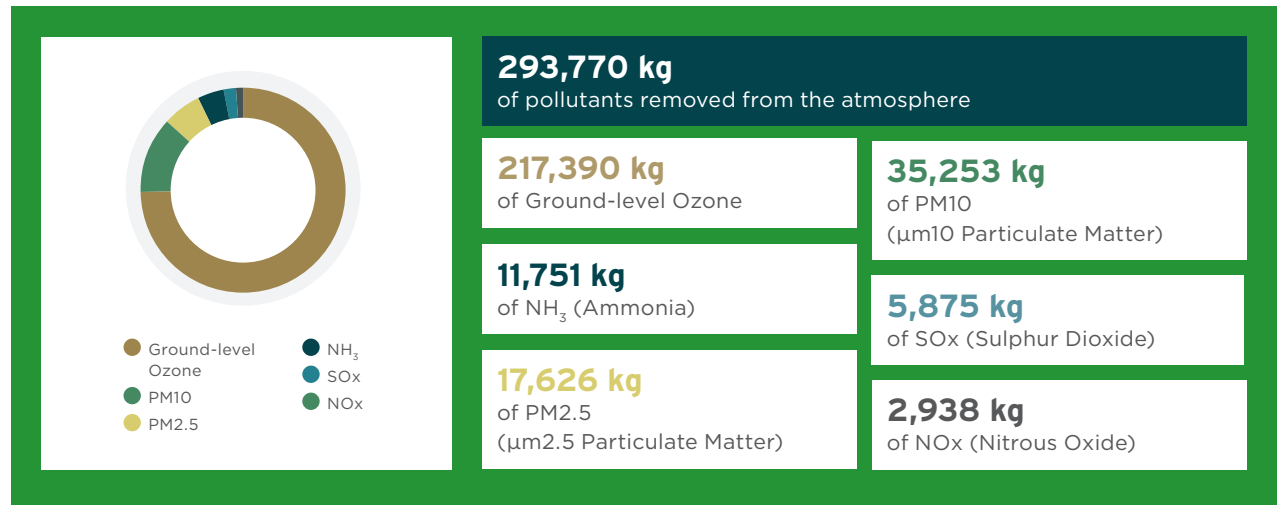 293,770 kg
of pollutants removed from the atmosphere
217,390 kg
of Ground-level Ozone
35,253 kg
of PM10
(µm10 Particulate Matter)
11,751 kg
of NH₃ (Ammonia)
5,875 kg
of SOx (Sulphur Dioxide)
17,626 kg
of PM2.5
(µm2.5 Particulate Matter)
2,938 kg
of NOx (Nitrous Oxide)
Ground-level
Ozone
PM10
PM2.5
NH₃
SOx
NOx